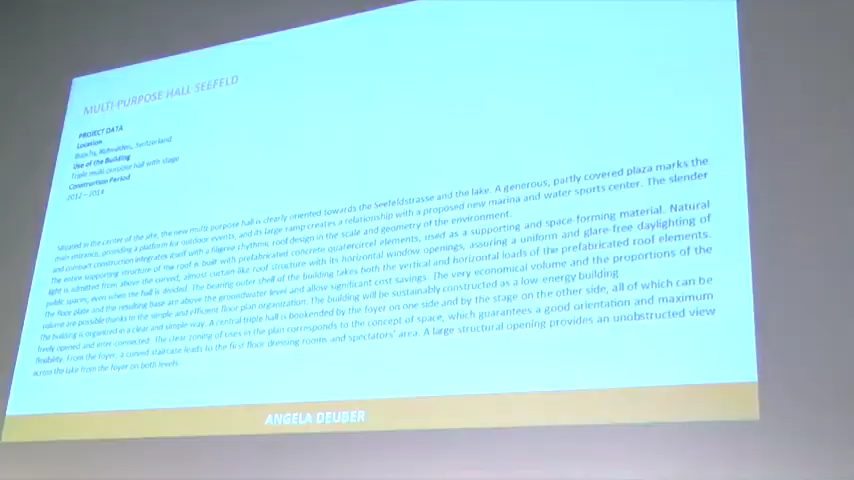 MULTI-PURPOSE HALL SEEFELD
PROJECT DATA
Location
Buochs, Nidwalden, Switzerland
Use of the Building
Triple multi purpose hall with stage
Construction Period
2012 – 2014
Situated in the center of the site, the new multi purpose hall is clearly oriented towards the Seefeldstrasse and the lake. A generous, partly covered plaza marks the
main entrance, providing a platform for outdoor events, and its large ramp creates a relationship with a proposed new marina and water sports center. The slender
and compact construction integrates itself with a filigree rhythmic roof design in the scale and geometry of the environment.
The entire supporting structure of the roof is built with prefabricated concrete quatercircel elements, used as a supporting and space forming material. Natural
light is admitted from above the curved, almost curtain-like roof structure with its horizontal window openings, assuring a uniform and glare-free daylighting of
public spaces, even when the hall is divided. The bearing outer shell of the building takes both the vertical and horizontal loads of the prefabricated roof elements.
The floor plate and the resulting base are above the groundwater level and allow significant cost savings. The very economical volume and the proportions of the
volume are possible thanks to the simple and efficient floor plan organization. The building will be sustainably constructed as a low-energy building
The building is organized in a clear and simple way. A central triple hall is bookended by the foyer on one side and by the stage on the other side, all of which can be
freely opened and inter-connected. The clear zoning of uses in the plan corresponds to the concept of space, which guarantees a good orientation and maximum
flexibility. From the foyer, a curved staircase leads to the first floor dressing rooms and spectators' area. A large structural opening provides an unobstructed view
across the lake from the foyer on both levels.
ANGELA DEUBER